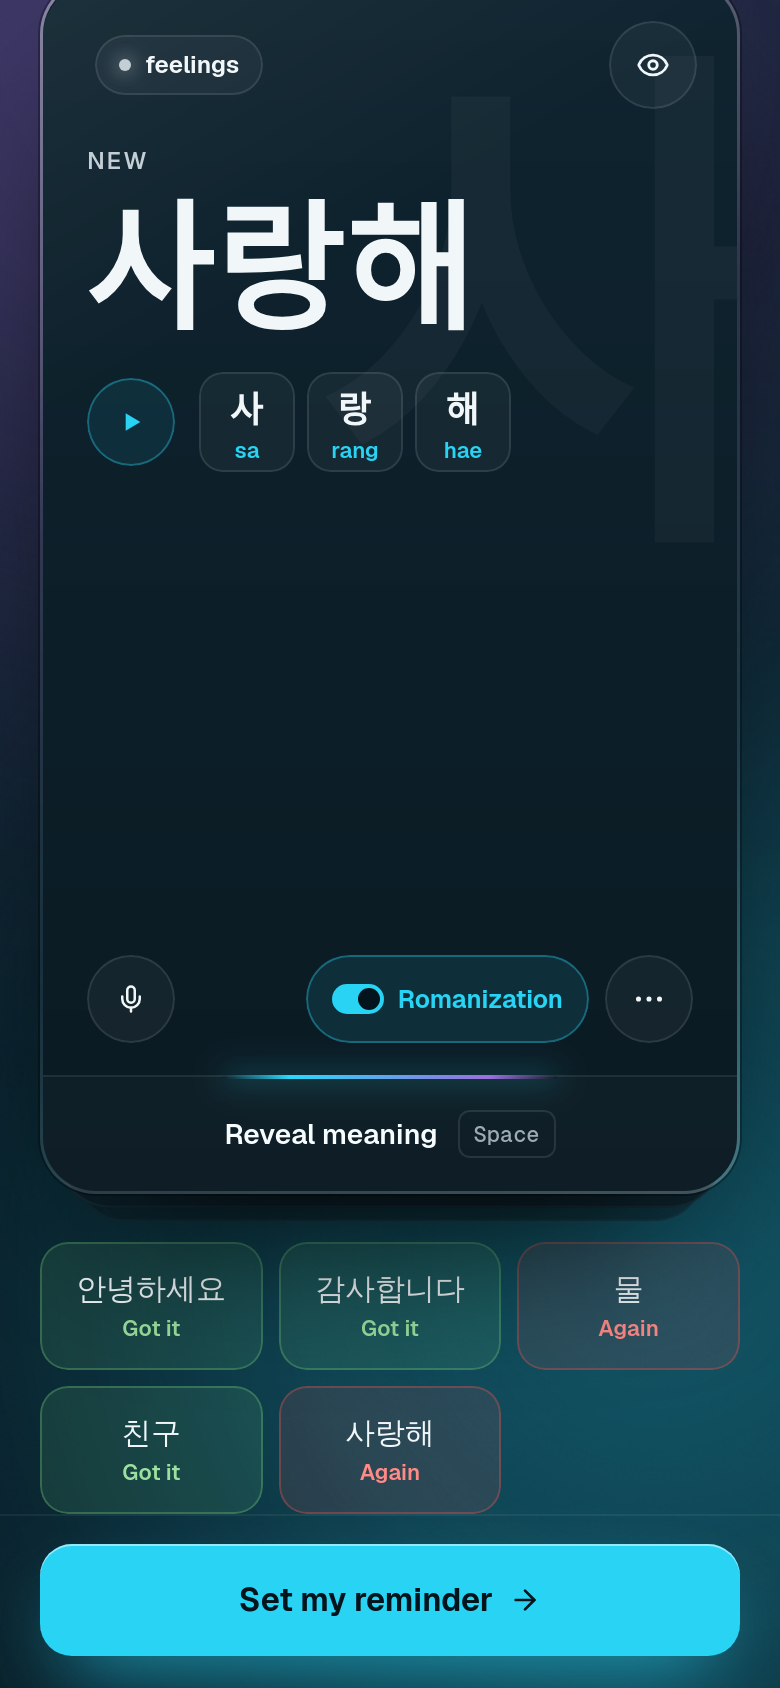 feelings
NEW
사랑해
사 랑 해
sa rang hae
Romanization
Reveal meaning Space
안녕하세요 감사합니다 물
Got it Got it Again
친구 사랑해
Got it Again
Set my reminder →